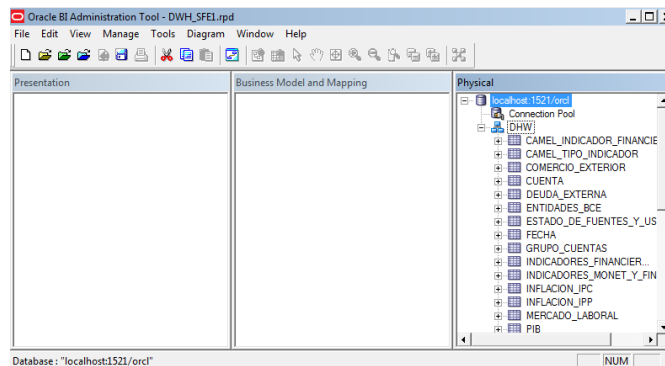 Oracle BI Administration Tool - DWH_SFE1.rpd
File Edit View Manage Tools Diagram Window Help
Presentation
Business Model and Mapping
Physical
localhost:1521/orcl
Connection Pool
DHW
CAMEL_INDICADOR_FINANCIE
CAMEL_TIPO_INDICADOR
COMERCIO_EXTERIOR
CUENTA
DEUDA_EXTERNA
ENTIDADES_BCE
ESTADO_DE_FUENTES_Y_US
FECHA
GRUPO_CUENTAS
INDICADORES_FINANCIER...
INDICADORES_MONET_Y_FIN
INFLACION_IPC
INFLACION_IPP
MERCADO_LABORAL
PIB
Database : "localhost:1521/orcl"
NUM